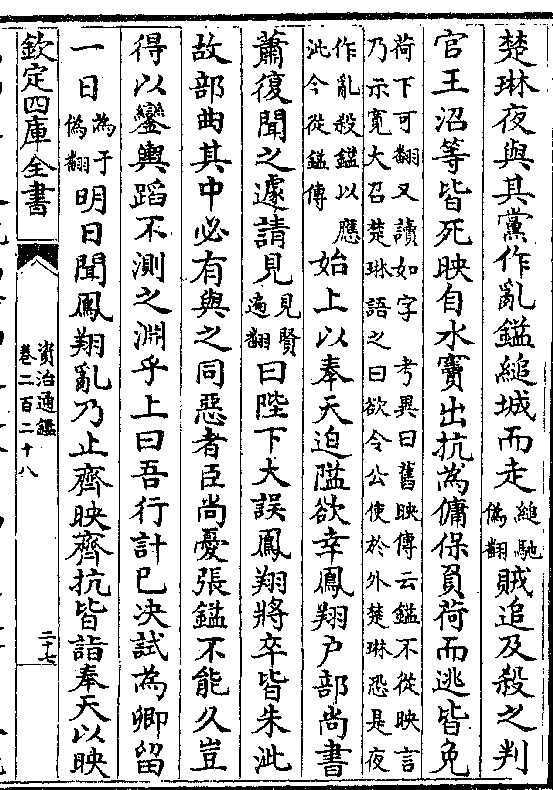 楚琳夜與其黨作亂鎰縋城而走縋馳偽翻賊追及殺之判
官王沼等皆死映自水竇出抗為傭保負荷而逃皆免
荷下可翻又讀如字　考異曰舊映傳云鎰不從映言
乃示寛大召楚琳語之曰欲令公使於外楚琳恐是夜
作亂殺鎰以應
泚今從鎰傳
始上以奉天迫隘欲幸鳳翔户部尚書
蕭復聞之遽請見見賢遍翻曰陛下大誤鳳翔將卒皆朱泚
故部曲其中必有與之同惡者臣尚憂張鎰不能久豈
得以鑾輿蹈不測之淵乎上曰吾行計已决試為卿留
一日為于偽翻明日聞鳳翔亂乃止齊映齊抗皆詣奉天以映
欽定四庫全書
資治通鑑
卷二百二十八
二十七